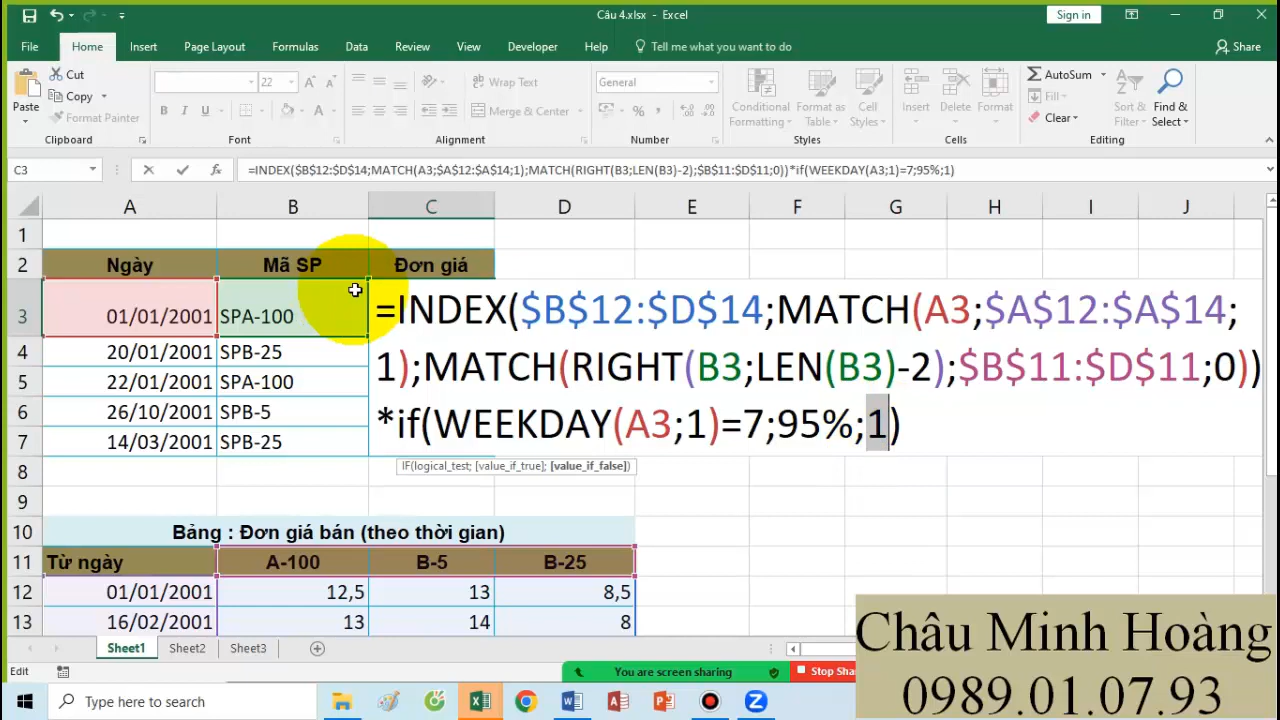 Câu 4.xlsx - Excel
Sign in
File Home Insert Page Layout Formulas Data Review View Developer Help Tell me what you want to do Share
Cut
Copy
Format Painter
Paste
22
B I U
Wrap Text
Merge & Center
General
Conditional Formatting
Format as Table
Cell Styles
Insert Delete Format
AutoSum
Fill
Clear
Sort & Filter
Find & Select
Clipboard Font Alignment Number Styles Cells Editing
C3 =INDEX($B$12:$D$14;MATCH(A3;$A$12:$A$14;1);MATCH(RIGHT(B3;LEN(B3)-2);$B$11:$D$11;0))*if(WEEKDAY(A3;1)=7;95%;1)
A B C D E F G H I J
1
2 Ngày Mã SP Đơn giá
3 01/01/2001 SPA-100
=INDEX($B$12:$D$14;MATCH(A3;$A$12:$A$14;
1);MATCH(RIGHT(B3;LEN(B3)-2);$B$11:$D$11;0))
*if(WEEKDAY(A3;1)=7;95%;1)
IF(logical_test; [value_if_true]; [value_if_false])
4 20/01/2001 SPB-25
5 22/01/2001 SPA-100
6 26/10/2001 SPB-5
7 14/03/2001 SPB-25
8
9
10 Bảng : Đơn giá bán (theo thời gian)
11 Từ ngày A-100 B-5 B-25
12 01/01/2001 12,5 13 8,5
13 16/02/2001 13 14 8
Sheet1 Sheet2 Sheet3
Edit
You are screen sharing
Stop Sha
Type here to search
Châu Minh Hoàng
0989.01.07.93